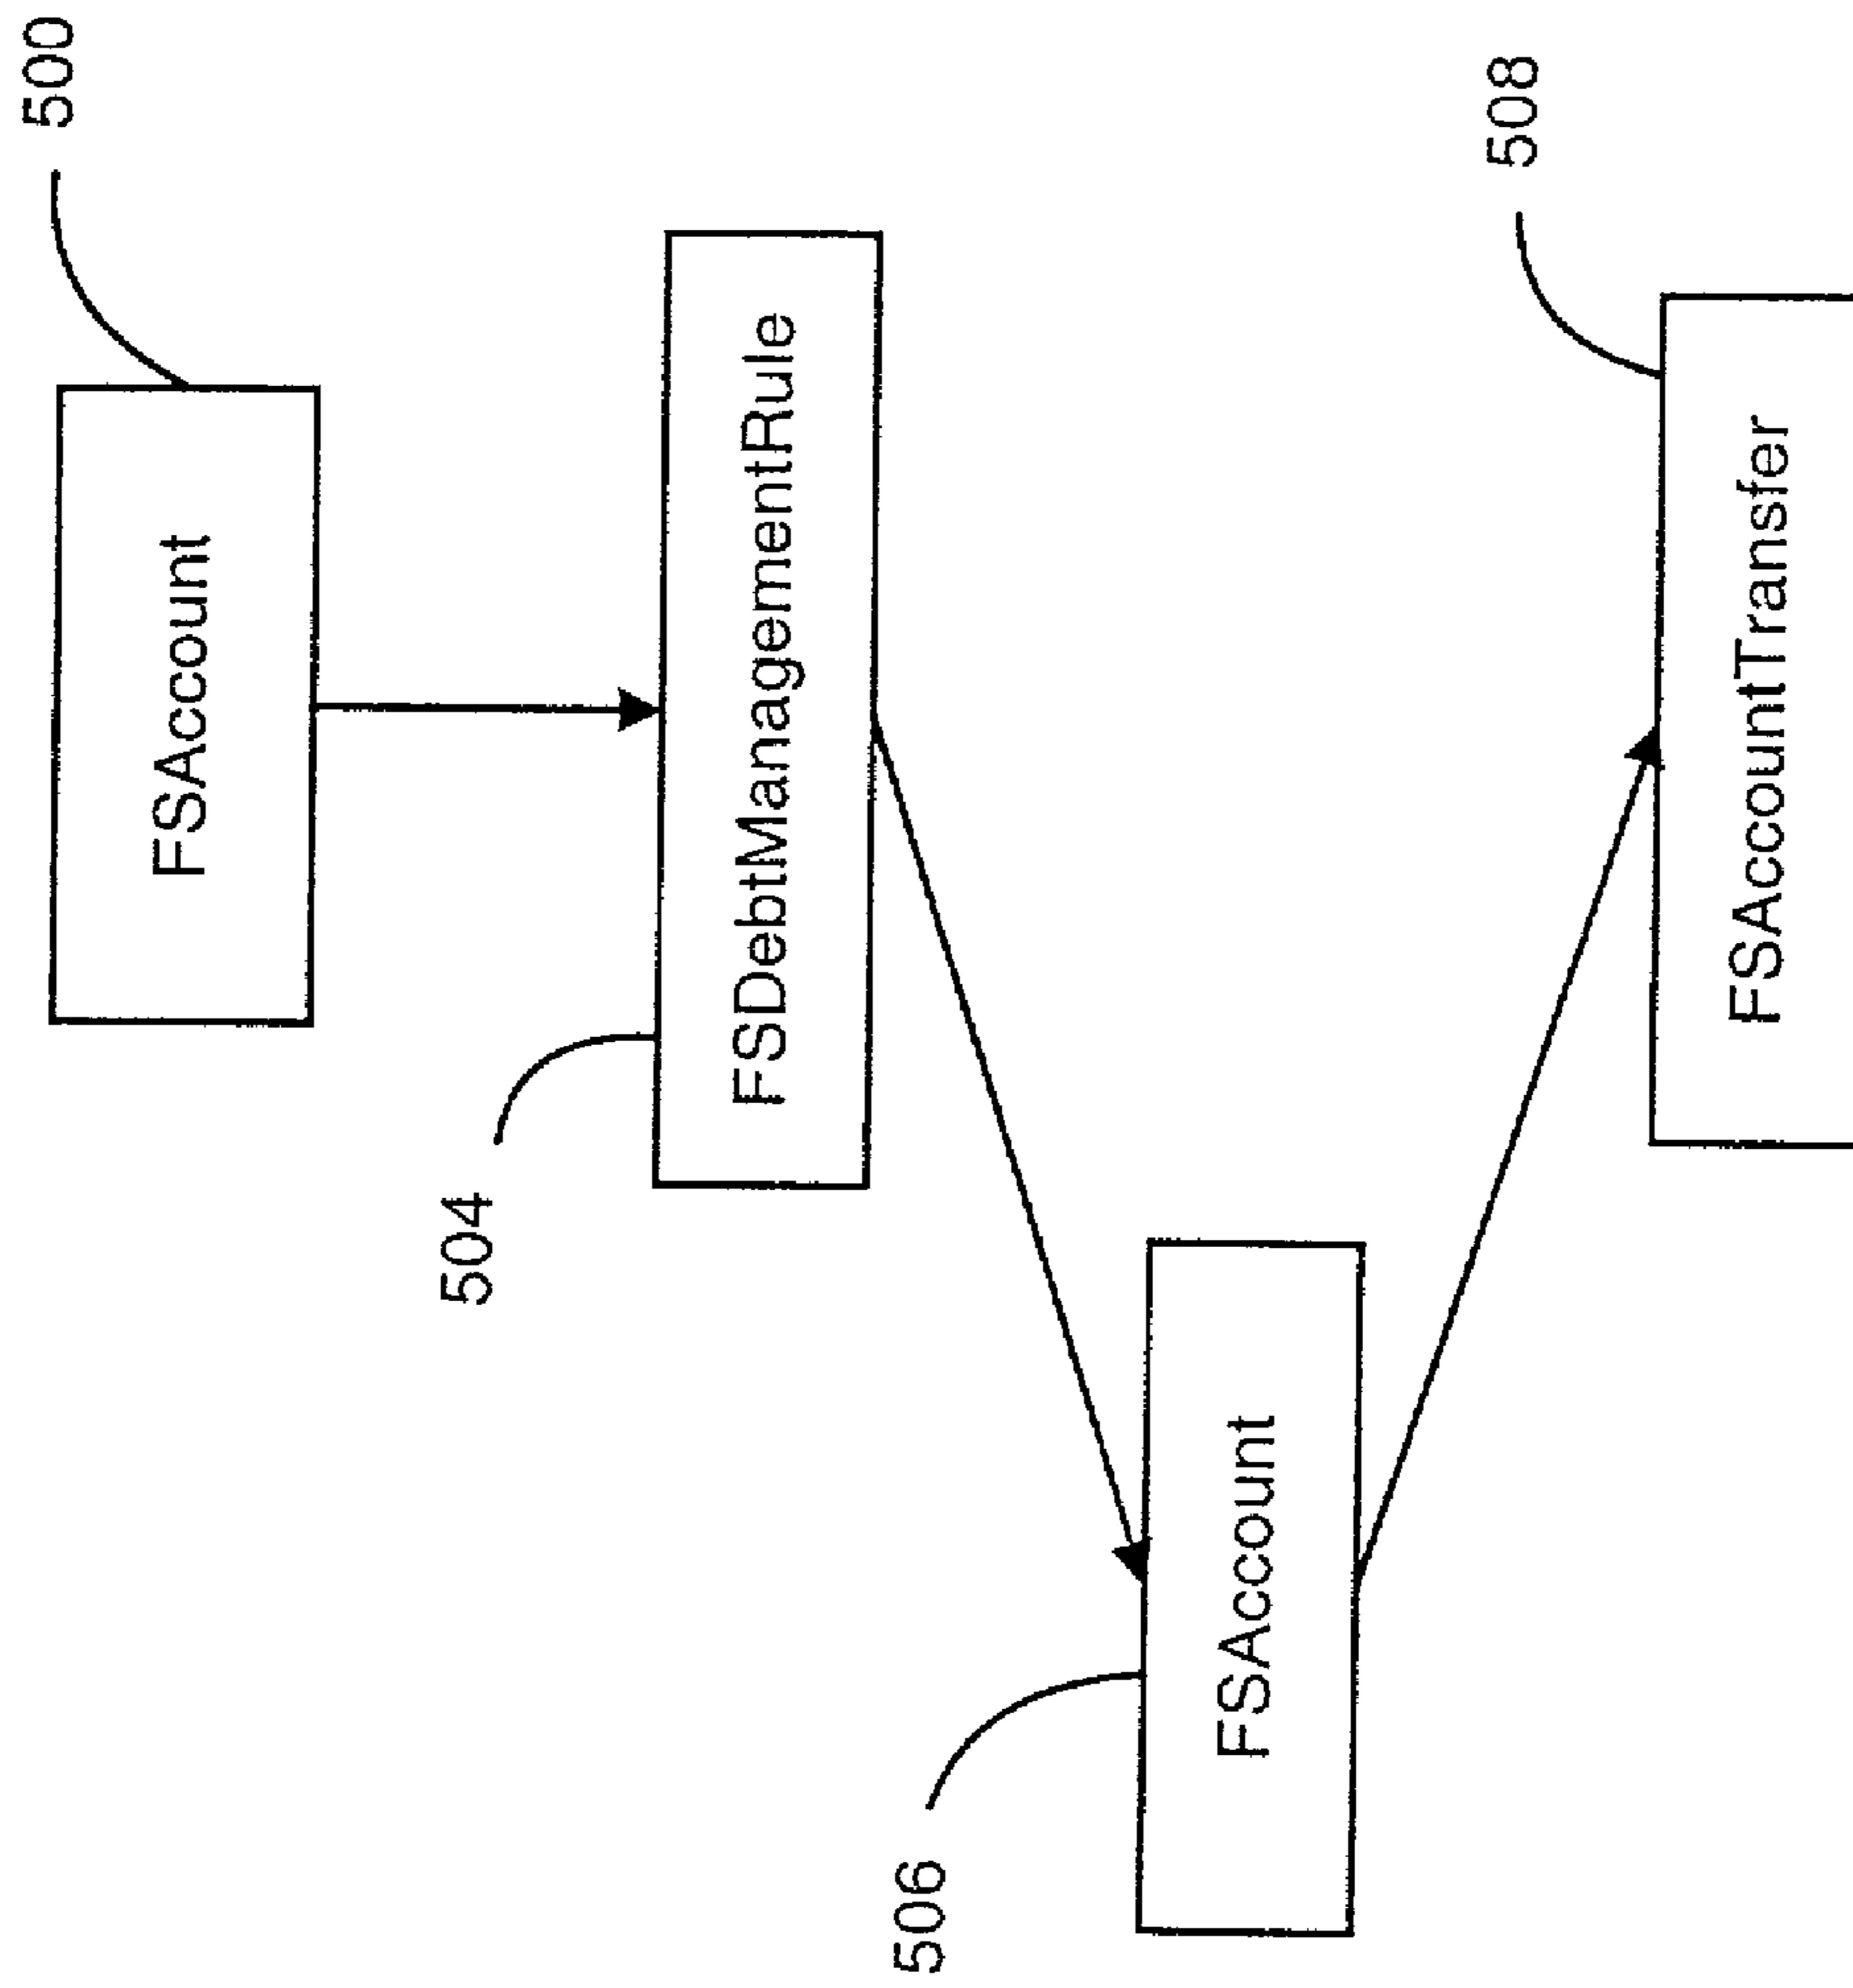 500
FSAccount
504
FSDebtManagementRule
506
FSAccount
508
FSAccountTransfer